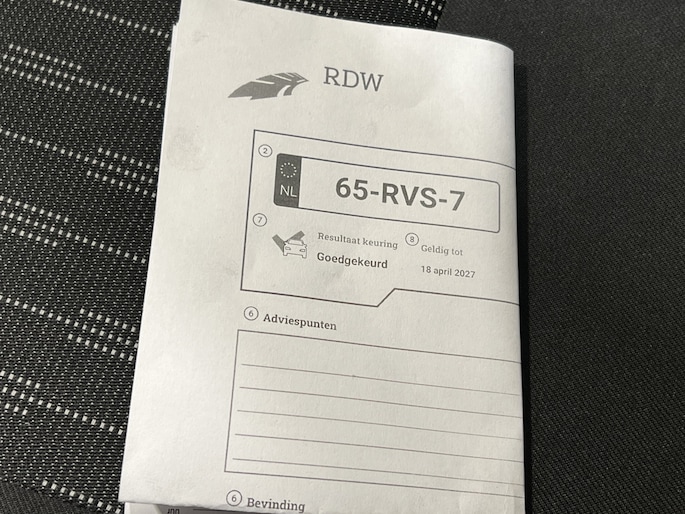 RDW
2
NL 65-RVS-7
7 Resultaat keuring 8 Geldig tot
Goedgekeurd 18 april 2027
6 Adviespunten
6 Bevinding